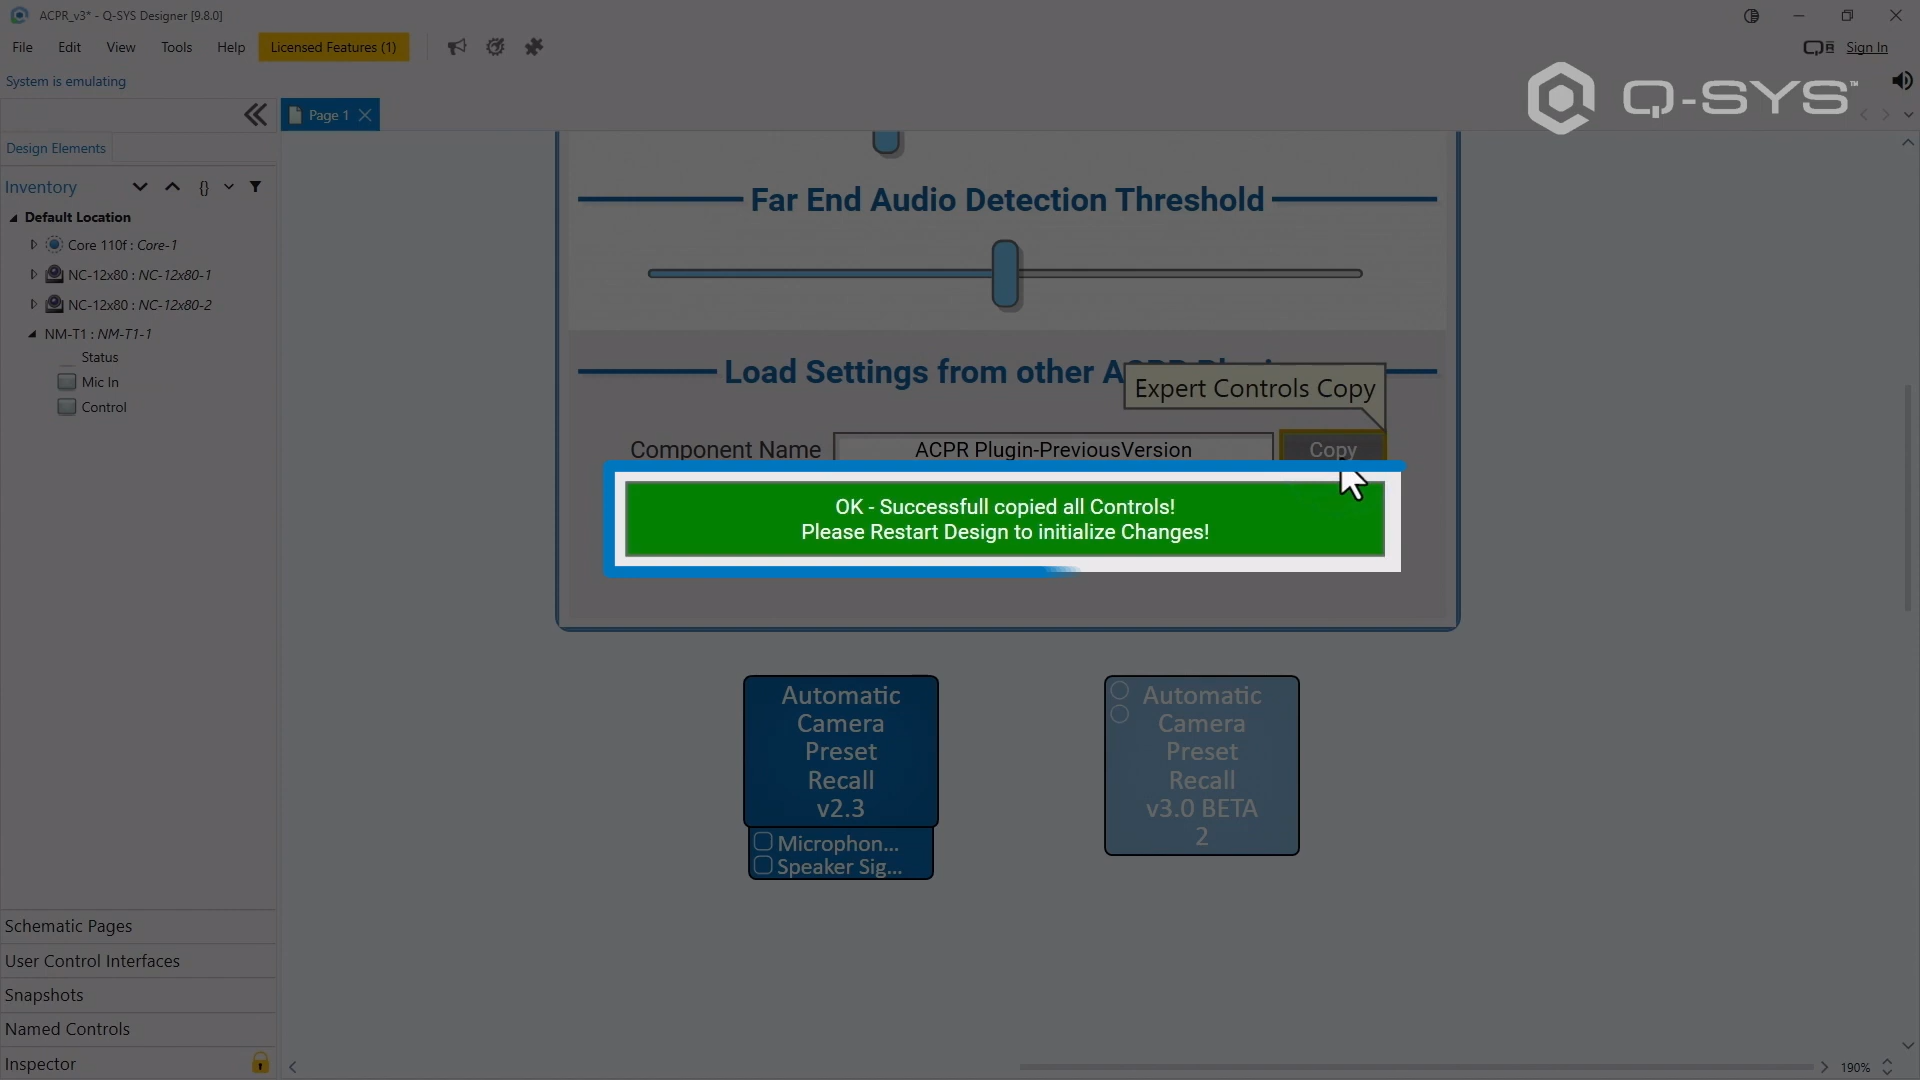 ACPR_v3* - Q-SYS Designer [9.8.0]
File Edit View Tools Help Licensed Features (1)
Sign In
System is emulating
Q-SYS™
Page 1
Design Elements
Inventory {}
Default Location
Core 110f : Core-1
NC-12x80 : NC-12x80-1
NC-12x80 : NC-12x80-2
NM-T1 : NM-T1-1
Status
Mic In
Control
Far End Audio Detection Threshold
Load Settings from other
Expert Controls Copy
Component Name ACPR Plugin-PreviousVersion Copy
OK - Successfull copied all Controls!
Please Restart Design to initialize Changes!
Automatic
Camera
Preset
Recall
v2.3
Microphon...
Speaker Sig...
Automatic
Camera
Preset
Recall
v3.0 BETA
2
Schematic Pages
User Control Interfaces
Snapshots
Named Controls
Inspector
190%